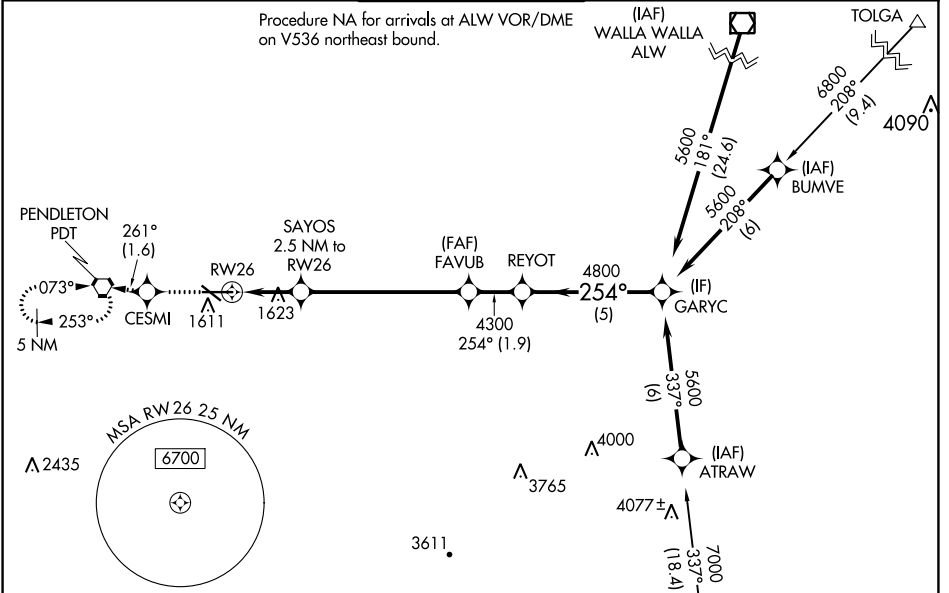 Procedure NA for arrivals at ALW VOR/DME
on V536 northeast bound.
(IAF)
WALLA WALLA
ALW
TOLGA
6800
208°
(9.4)
4090
5600
181°
(24.6)
(IAF)
BUMVE
5600
208°
(6)
PENDLETON
PDT
261°
(1.6)
RW26
SAYOS
2.5 NM to
RW26
(FAF)
FAVUB
REYOT
4800
254°
(5)
(IF)
GARYC
073°
253°
5 NM
CESMI
1611
1623
4300
254° (1.9)
5600
337°
(6)
MSA RW26 25 NM
6700
2435
4000
3765
(IAF)
ATRAW
4077±
3611
7000
337°
(18.4)